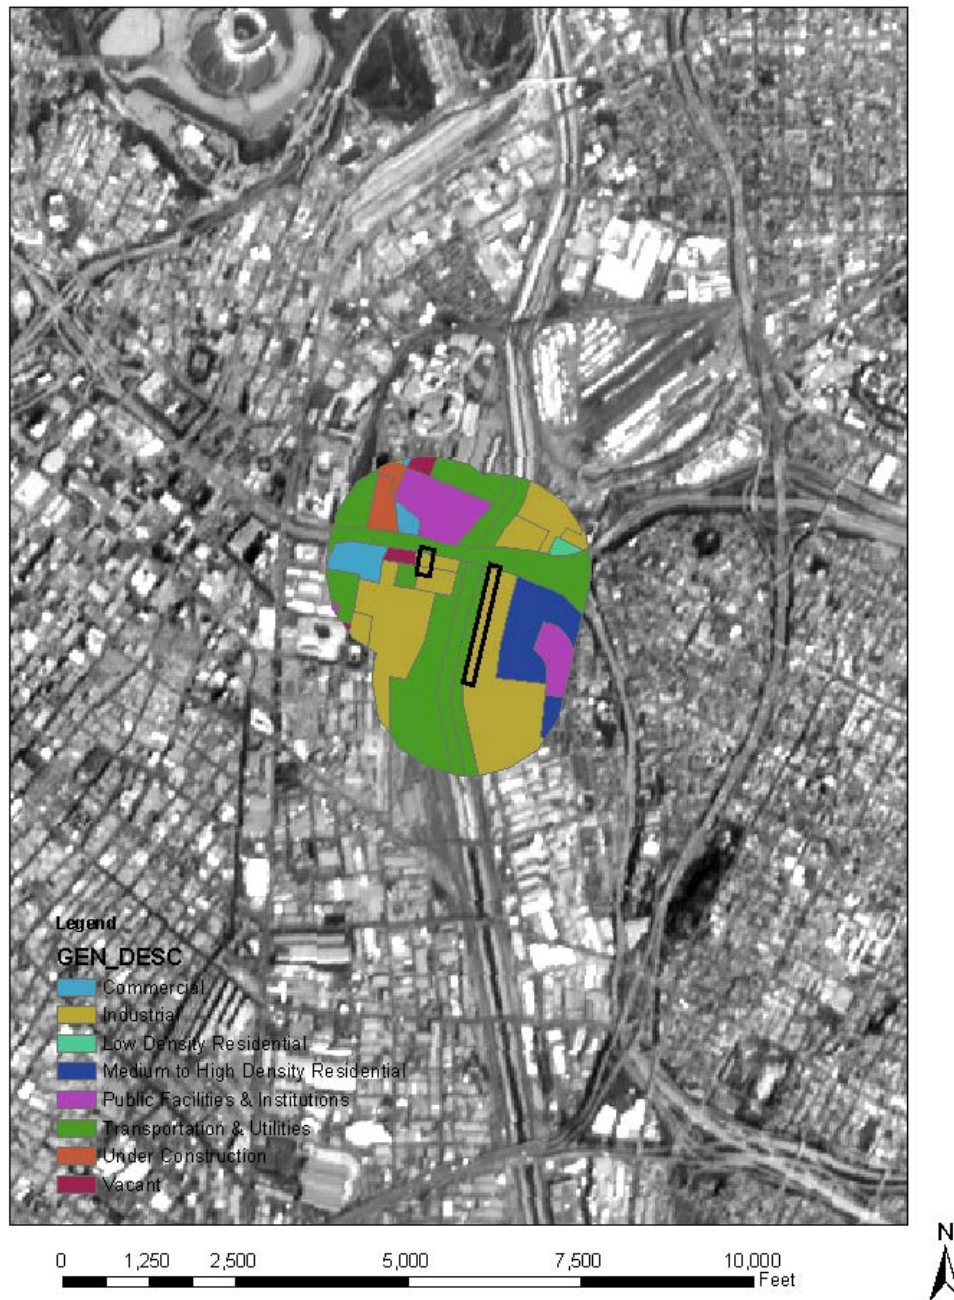 Legend
GEN_DESC
Commercial
Industrial
Low Density Residential
Medium to High Density Residential
Public Facilities & Institutions
Transportation & Utilities
Under Construction
Vacant
0 1,250 2,500 5,000 7,500 10,000
Feet
N